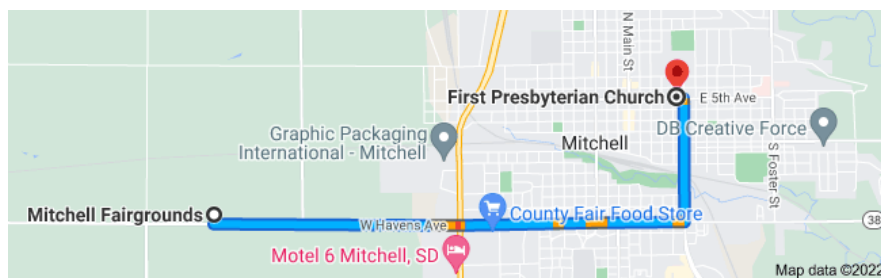 N Main St
First Presbyterian Church
E 5th Ave
Graphic Packaging
International - Mitchell
Mitchell
DB Creative Force
S Foster St
Mitchell Fairgrounds
W Havens Ave
County Fair Food Store
38
Motel 6 Mitchell, SD
Map data ©2022